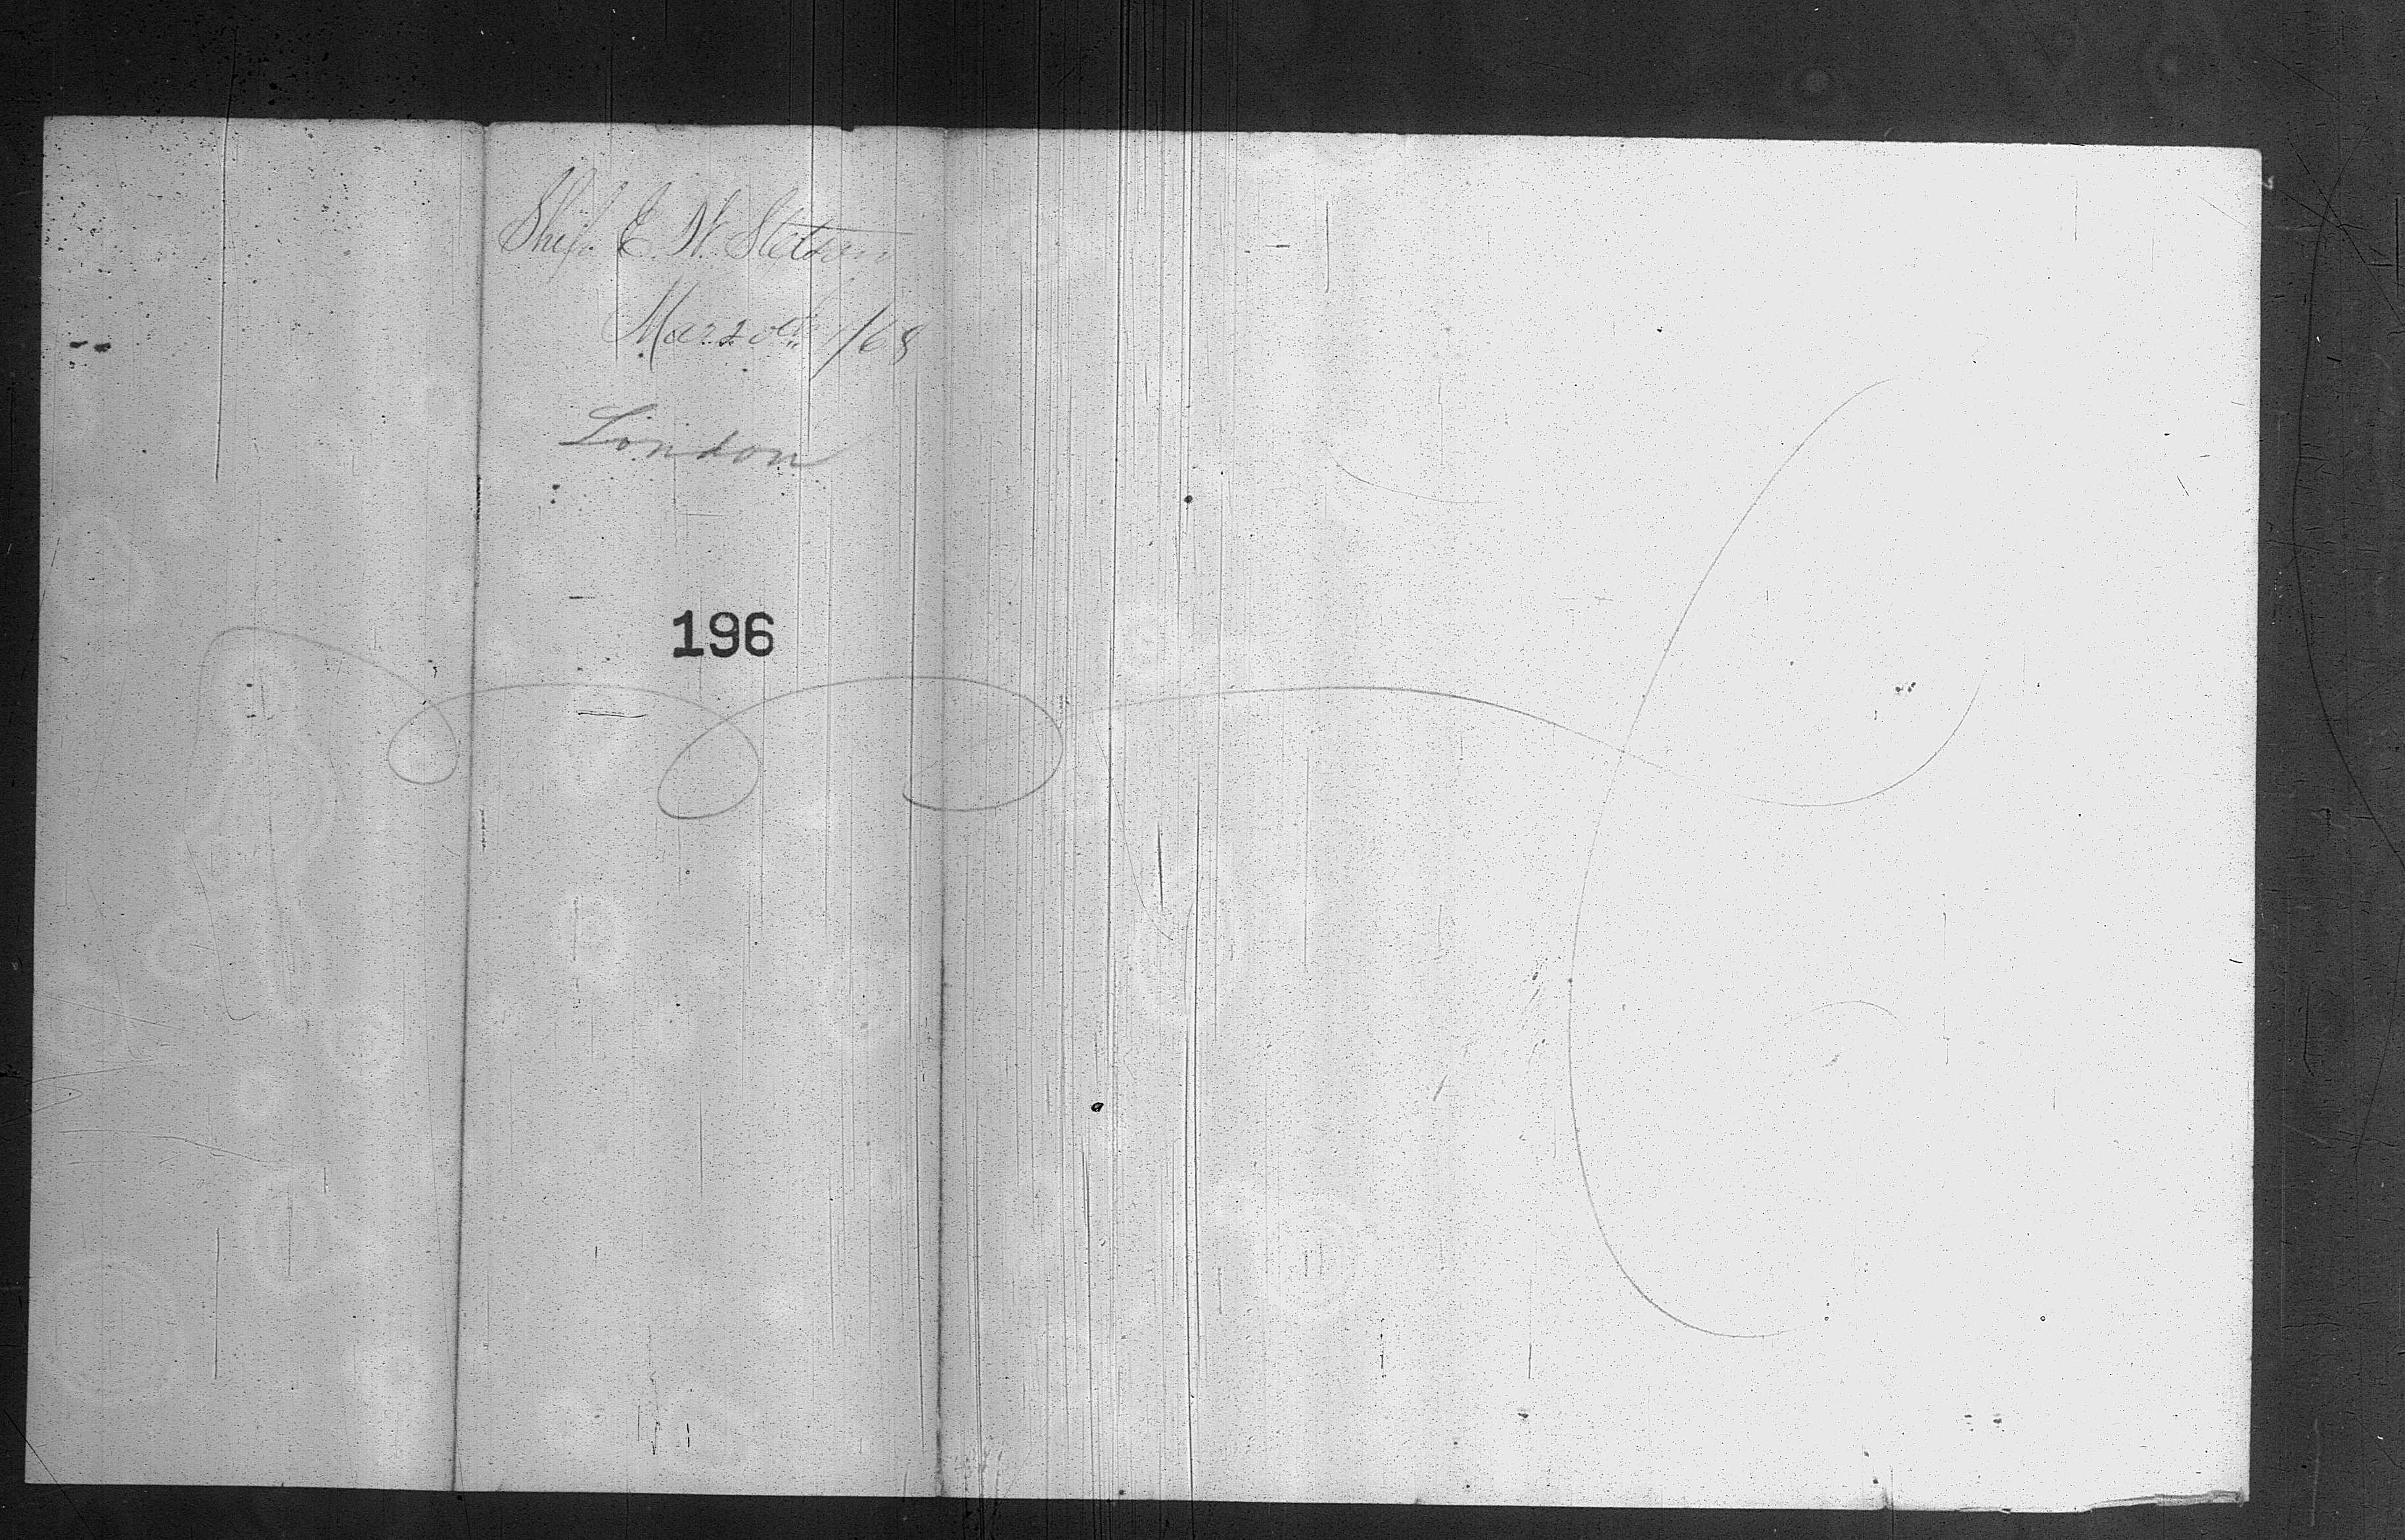 Ship E. W. Stetson
Mar 20th /68
London
196